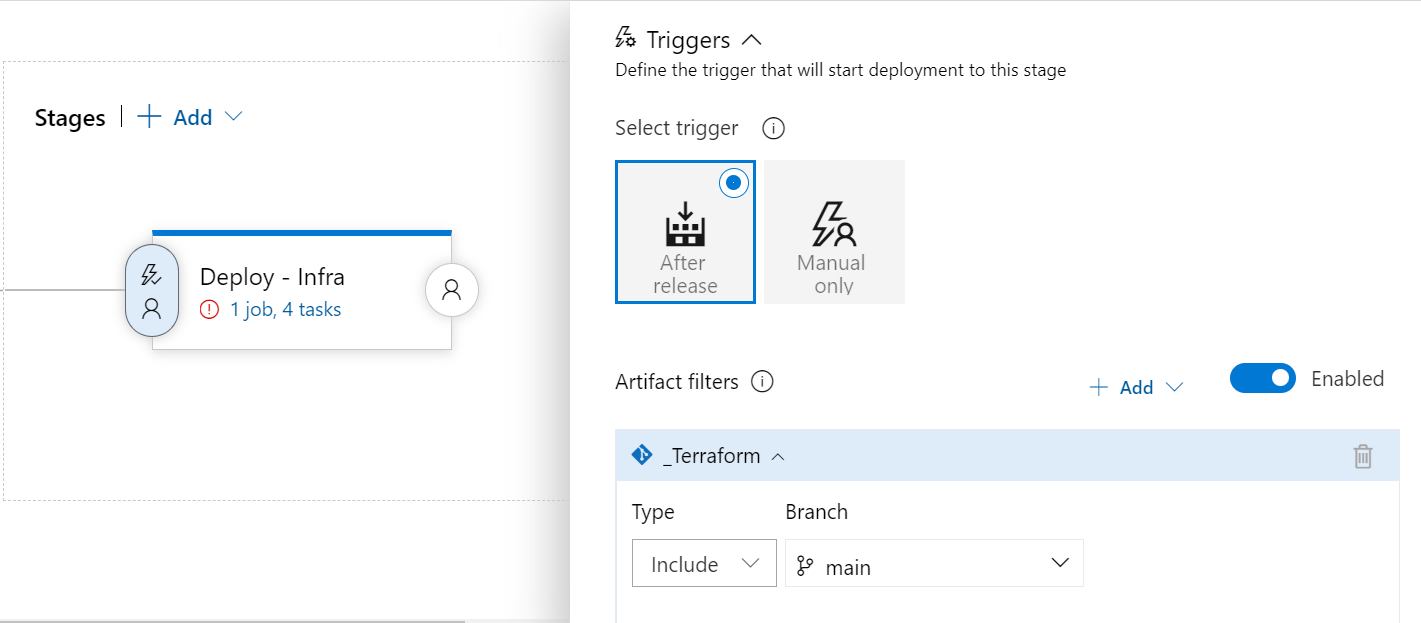 Stages
Add
Deploy - Infra
1 job, 4 tasks
Triggers
Define the trigger that will start deployment to this stage
Select trigger
After
release
Manual
only
Artifact filters
Add
Enabled
_Terraform
Type
Branch
Include
main